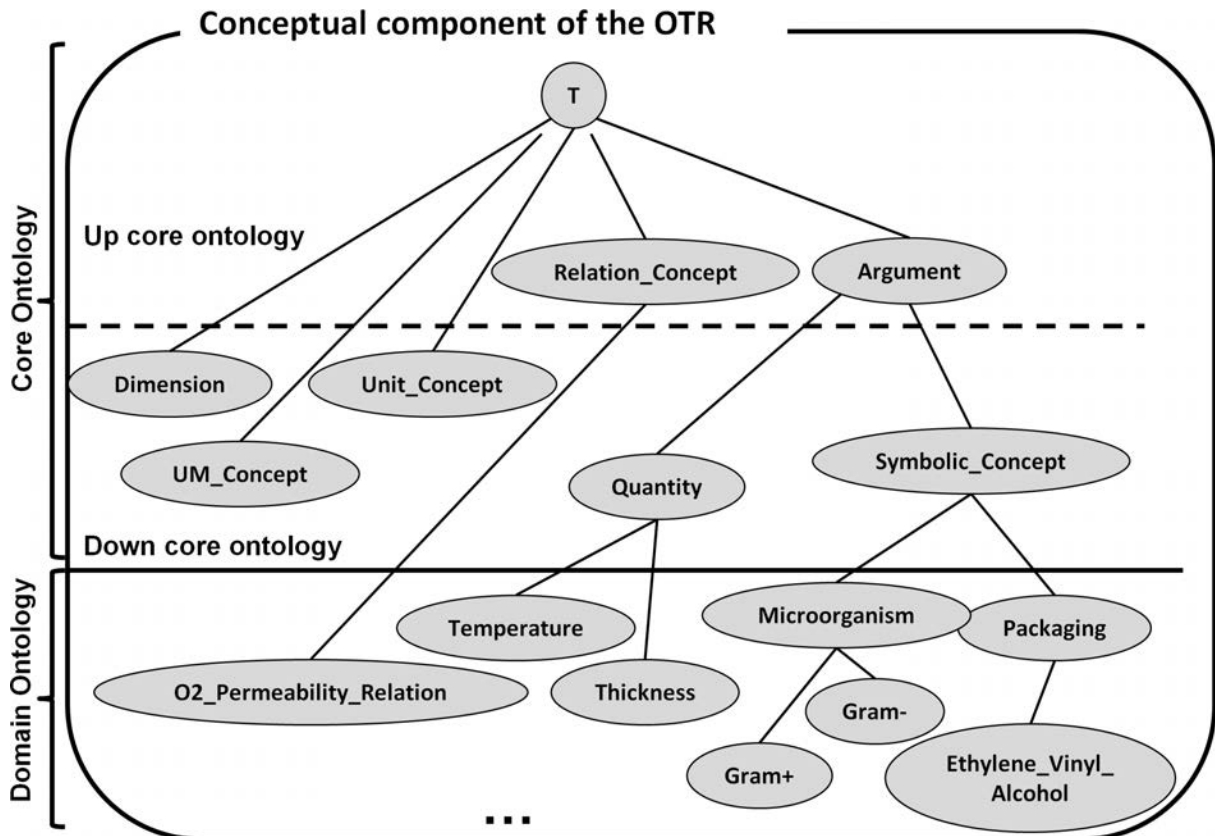 Conceptual component of the OTR
T
Core Ontology
Up core ontology
Relation_Concept
Argument
Dimension
Unit_Concept
UM_Concept
Quantity
Symbolic_Concept
Down core ontology
Domain Ontology
Temperature
Microorganism
Packaging
O2_Permeability_Relation
Thickness
Gram-
Gram+
Ethylene_Vinyl_
Alcohol
...